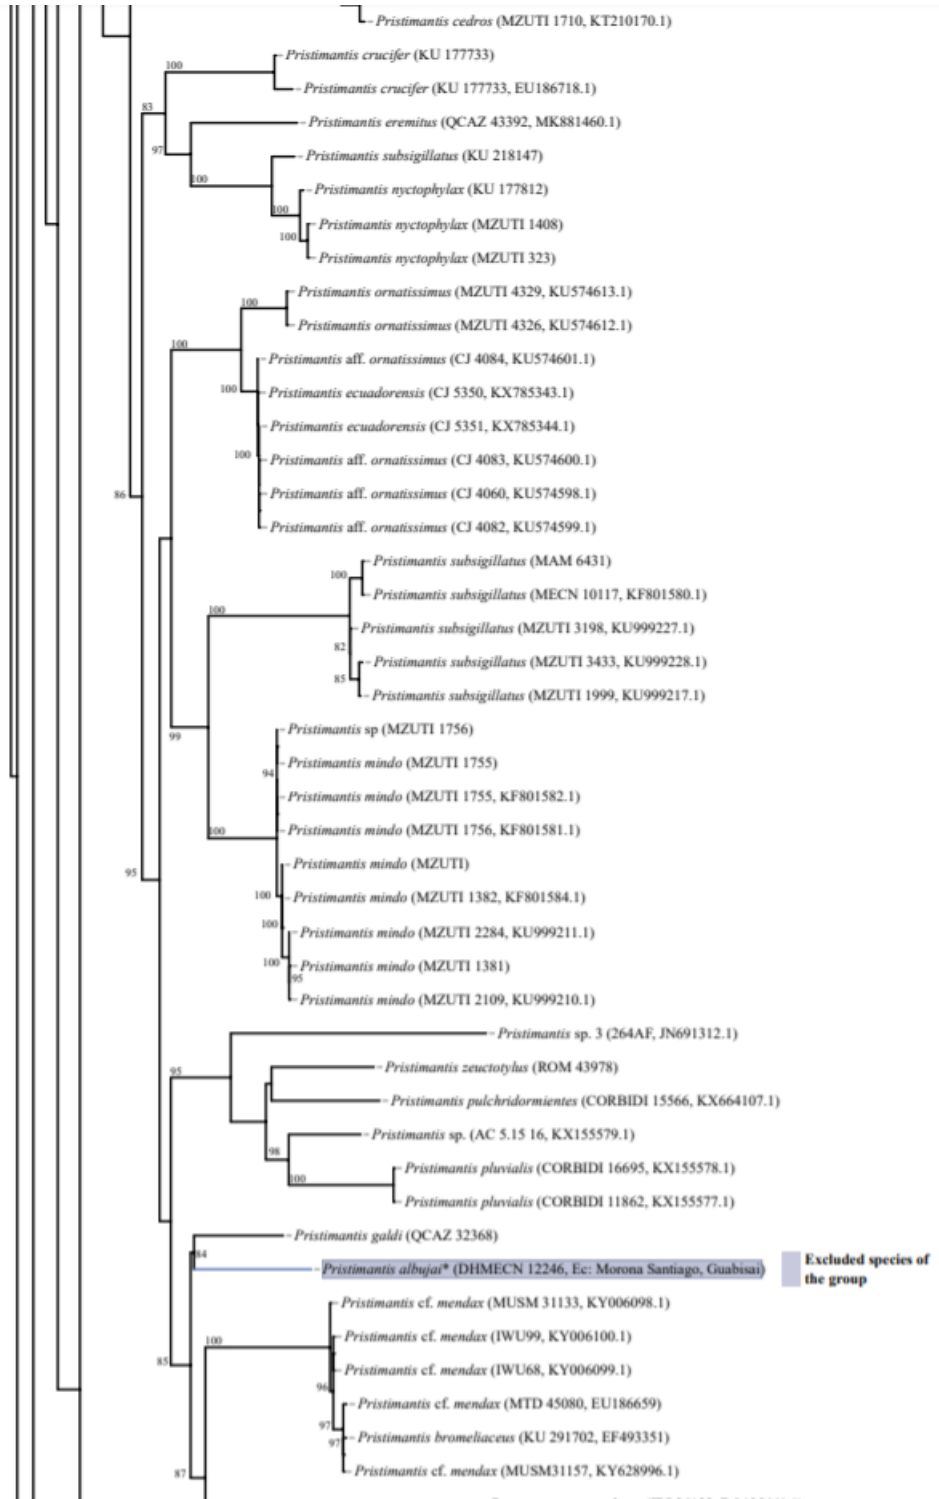 Pristimantis cedros (MZUTI 1710, KT210170.1)
Pristimantis crucifer (KU 177733)
100
Pristimantis crucifer (KU 177733, EU186718.1)
83
Pristimantis eremitus (QCAZ 43392, MK881460.1)
97
Pristimantis subsigillatus (KU 218147)
100
Pristimantis nyctophylax (KU 177812)
100
Pristimantis nyctophylax (MZUTI 1408)
100
Pristimantis nyctophylax (MZUTI 323)
Pristimantis ornatissimus (MZUTI 4329, KU574613.1)
100
Pristimantis ornatissimus (MZUTI 4326, KU574612.1)
100
Pristimantis aff. ornatissimus (CJ 4084, KU574601.1)
100
Pristimantis ecuadorensis (CJ 5350, KX785343.1)
Pristimantis ecuadorensis (CJ 5351, KX785344.1)
100
Pristimantis aff. ornatissimus (CJ 4083, KU574600.1)
86
Pristimantis aff. ornatissimus (CJ 4060, KU574598.1)
Pristimantis aff. ornatissimus (CJ 4082, KU574599.1)
Pristimantis subsigillatus (MAM 6431)
100
Pristimantis subsigillatus (MECN 10117, KF801580.1)
100
Pristimantis subsigillatus (MZUTI 3198, KU999227.1)
82
Pristimantis subsigillatus (MZUTI 3433, KU999228.1)
85
Pristimantis subsigillatus (MZUTI 1999, KU999217.1)
Pristimantis sp (MZUTI 1756)
99
Pristimantis mindo (MZUTI 1755)
94
Pristimantis mindo (MZUTI 1755, KF801582.1)
Pristimantis mindo (MZUTI 1756, KF801581.1)
100
Pristimantis mindo (MZUTI)
95
Pristimantis mindo (MZUTI 1382, KF801584.1)
100
100
Pristimantis mindo (MZUTI 2284, KU999211.1)
100
Pristimantis mindo (MZUTI 1381)
95
Pristimantis mindo (MZUTI 2109, KU999210.1)
Pristimantis sp. 3 (264AF, JN691312.1)
95
Pristimantis zeuctotylus (ROM 43978)
Pristimantis pulchridormientes (CORBIDI 15566, KX664107.1)
Pristimantis sp. (AC 5.15 16, KX155579.1)
98
Pristimantis pluvialis (CORBIDI 16695, KX155578.1)
100
Pristimantis pluvialis (CORBIDI 11862, KX155577.1)
Pristimantis galdi (QCAZ 32368)
84
Pristimantis albujai* (DHMECN 12246, Ec: Morona Santiago, Guabisai)
Excluded species of
the group
Pristimantis cf. mendax (MUSM 31133, KY006098.1)
100
Pristimantis cf. mendax (IWU99, KY006100.1)
85
Pristimantis cf. mendax (IWU68, KY006099.1)
96
Pristimantis cf. mendax (MTD 45080, EU186659)
97
Pristimantis bromeliaceus (KU 291702, EF493351)
97
Pristimantis cf. mendax (MUSM31157, KY628996.1)
87